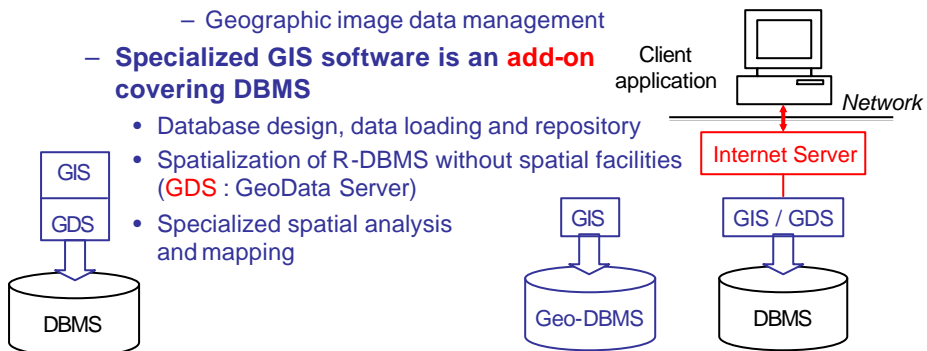 – Geographic image data management
– Specialized GIS software is an add-on
covering DBMS
• Database design, data loading and repository
• Spatialization of R-DBMS without spatial facilities
(GDS : GeoData Server)
• Specialized spatial analysis
and mapping
GIS
GDS
DBMS
GIS
Geo-DBMS
Client
application
Network
Internet Server
GIS / GDS
DBMS